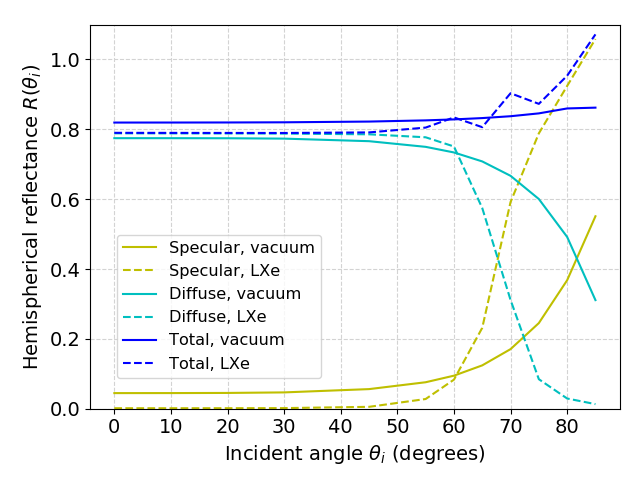 Hemispherical reflectance R(θᵢ)
1.0
0.8
0.6
0.4
0.2
0.0
Specular, vacuum
Specular, LXe
Diffuse, vacuum
Diffuse, LXe
Total, vacuum
Total, LXe
0 10 20 30 40 50 60 70 80
Incident angle θᵢ (degrees)